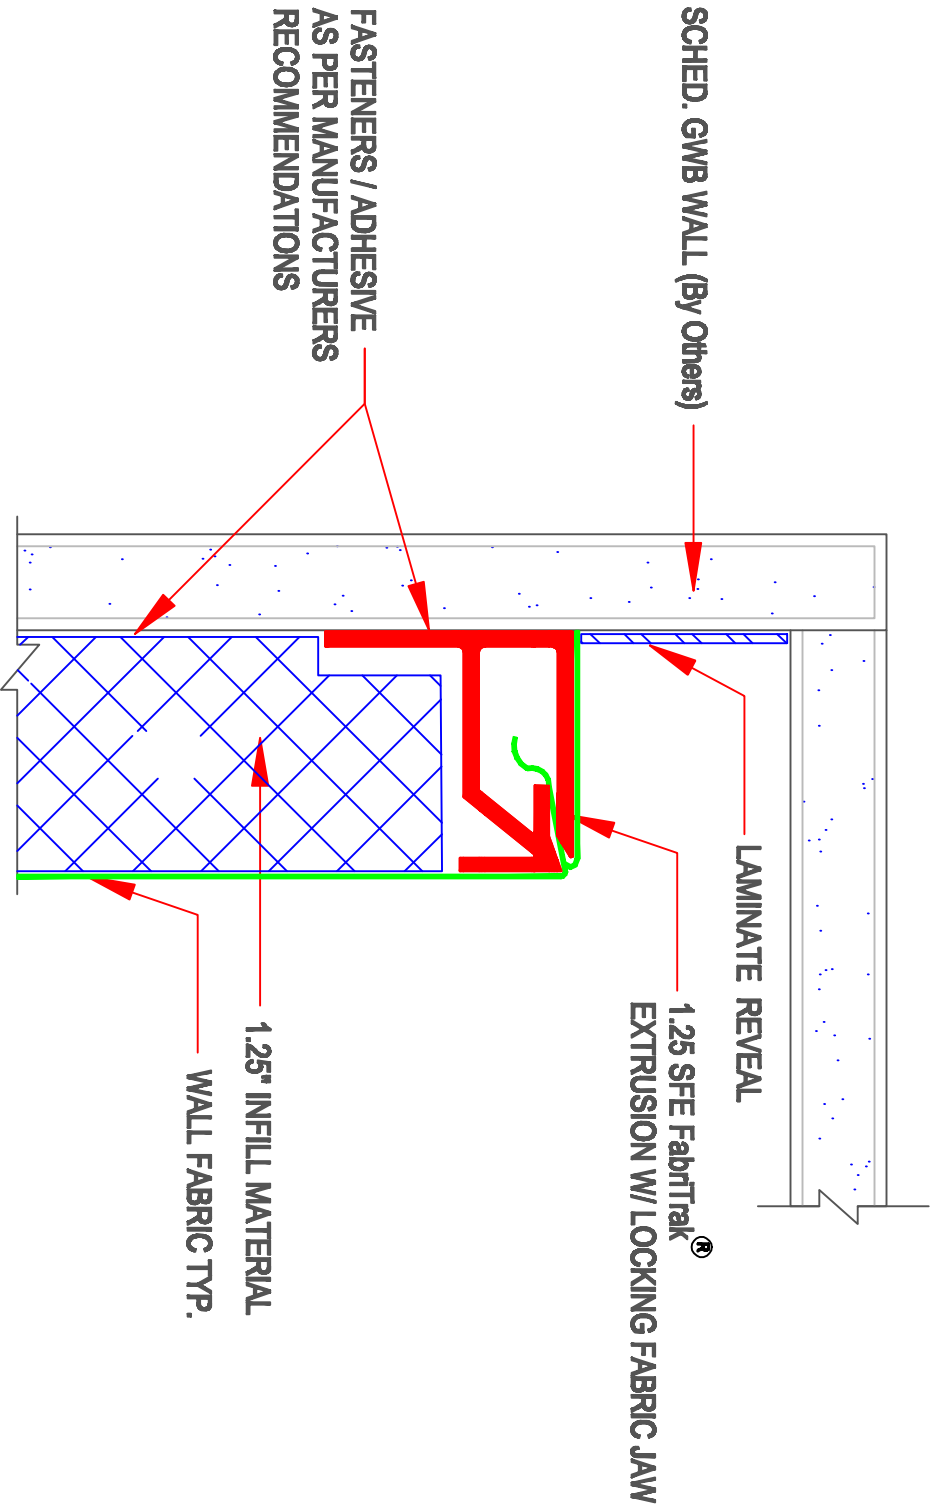 SCHED. GWB WALL (By Others)
FASTENERS / ADHESIVE
AS PER MANUFACTURERS
RECOMMENDATIONS
LAMINATE REVEAL
1.25 SFE FabriTrak®
EXTRUSION W/ LOCKING FABRIC JAW
1.25" INFILL MATERIAL
WALL FABRIC TYP.